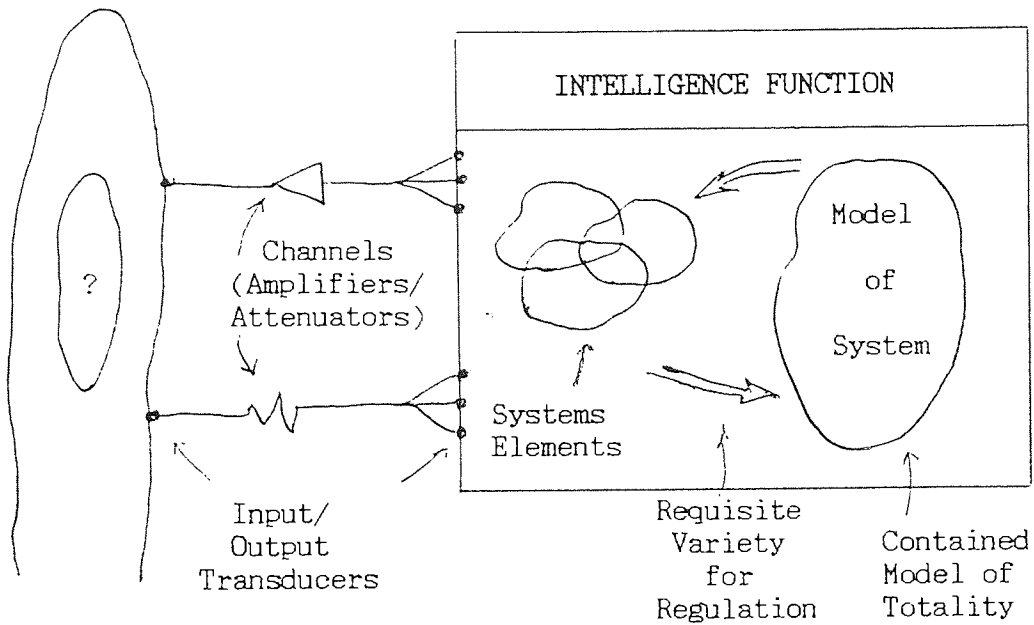 INTELLIGENCE FUNCTION
?
Channels
(Amplifiers/
Attenuators)
Model
of
System
Systems
Elements
Input/
Output
Transducers
Requisite
Variety
for
Regulation
Contained
Model of
Totality